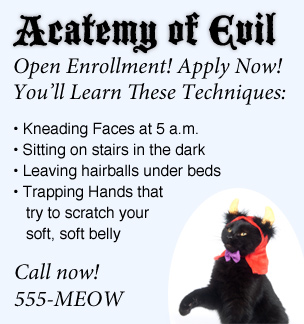 Acatemy of Evil
Open Enrollment! Apply Now!
You'll Learn These Techniques:
• Kneading Faces at 5 a.m.
• Sitting on stairs in the dark
• Leaving hairballs under beds
• Trapping Hands that
try to scratch your
soft, soft belly
Call now!
555-MEOW